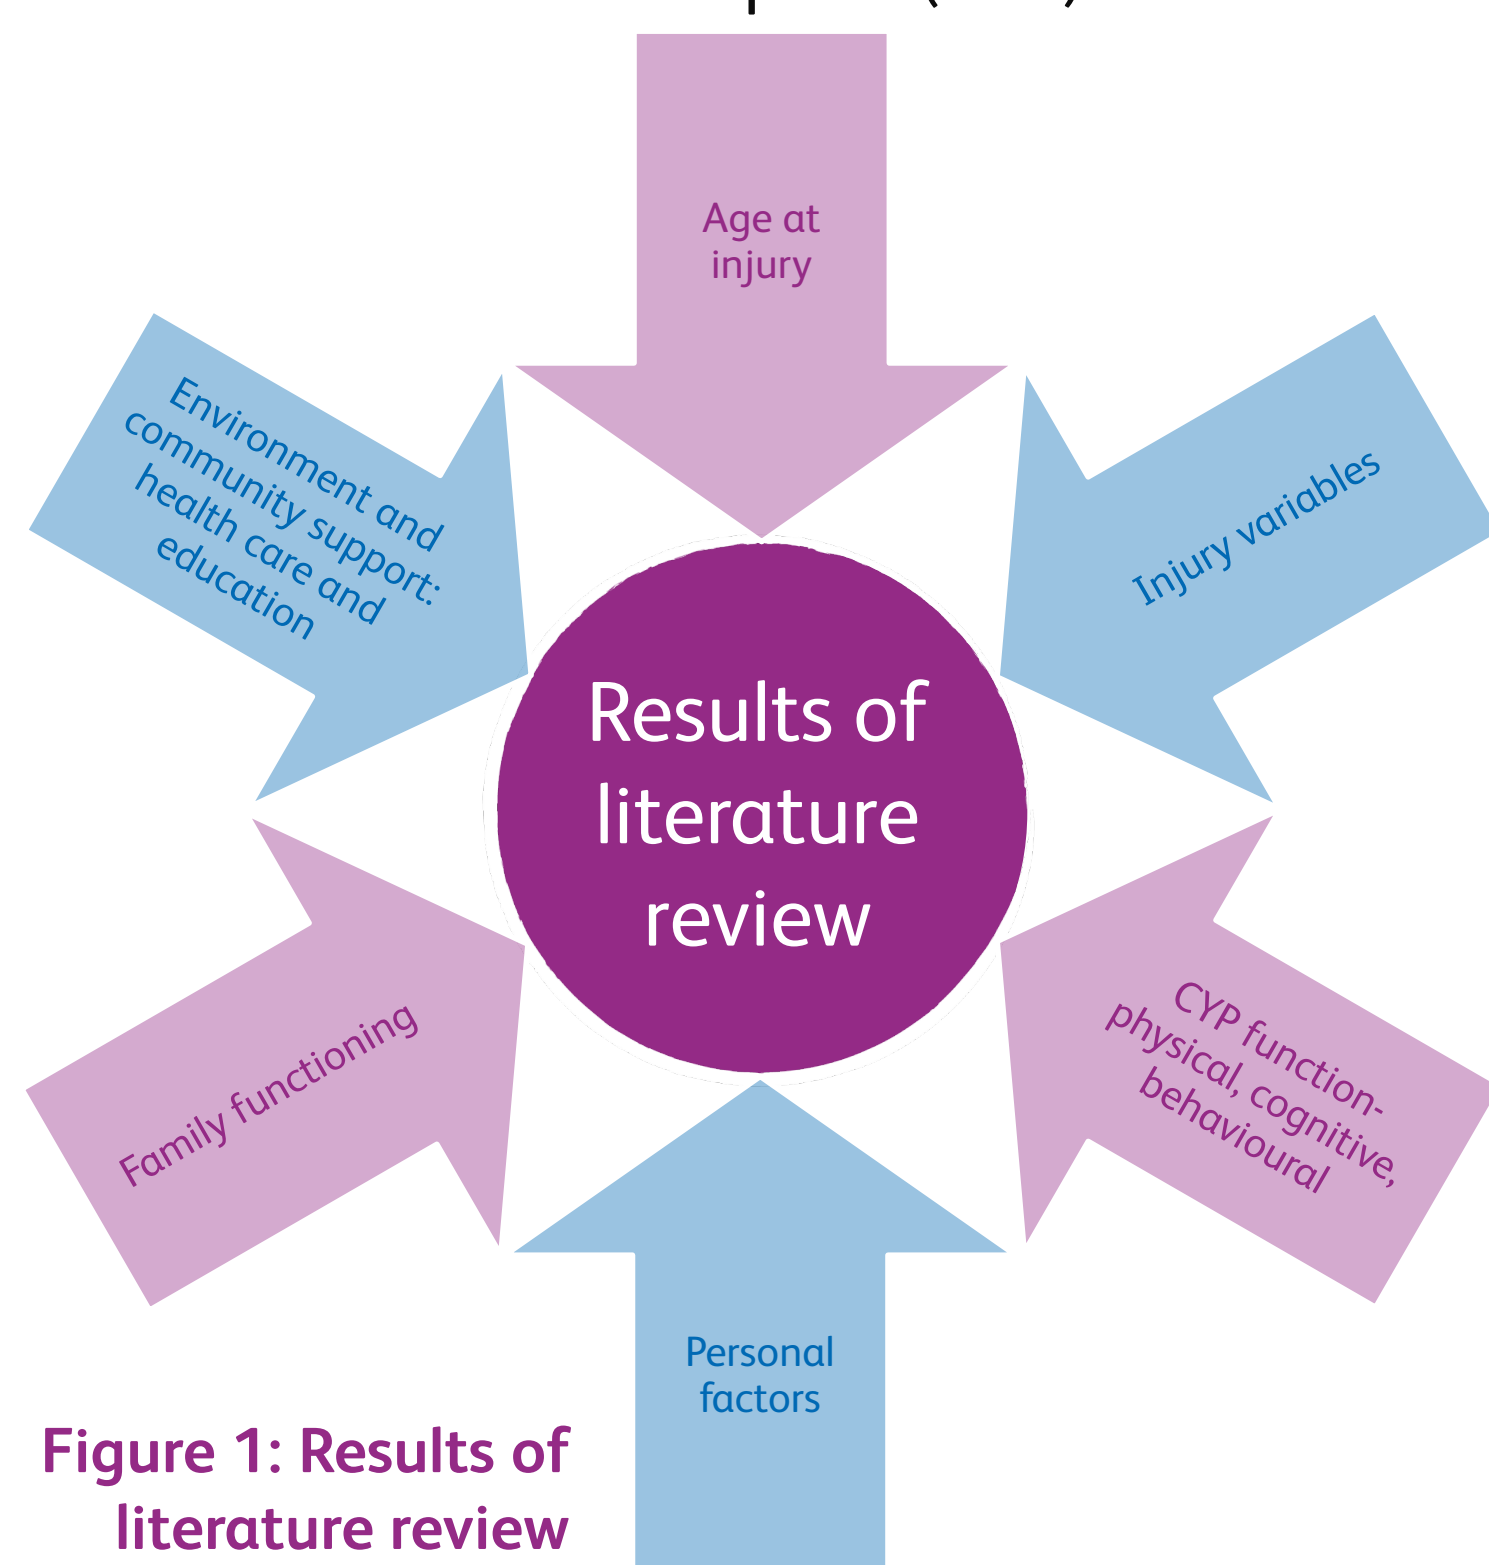 Age at
injury
Environment and
community support:
health care and
education
Injury variables
Results of
literature
review
Family functioning
CYP function-
physical, cognitive,
behavioural
Personal
factors
Figure 1: Results of
literature review